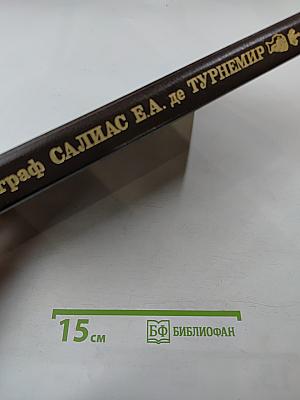 граф САЛИАС Е.А. де ТУРНЕМИР
15 см
БФ БИБЛИОФАН